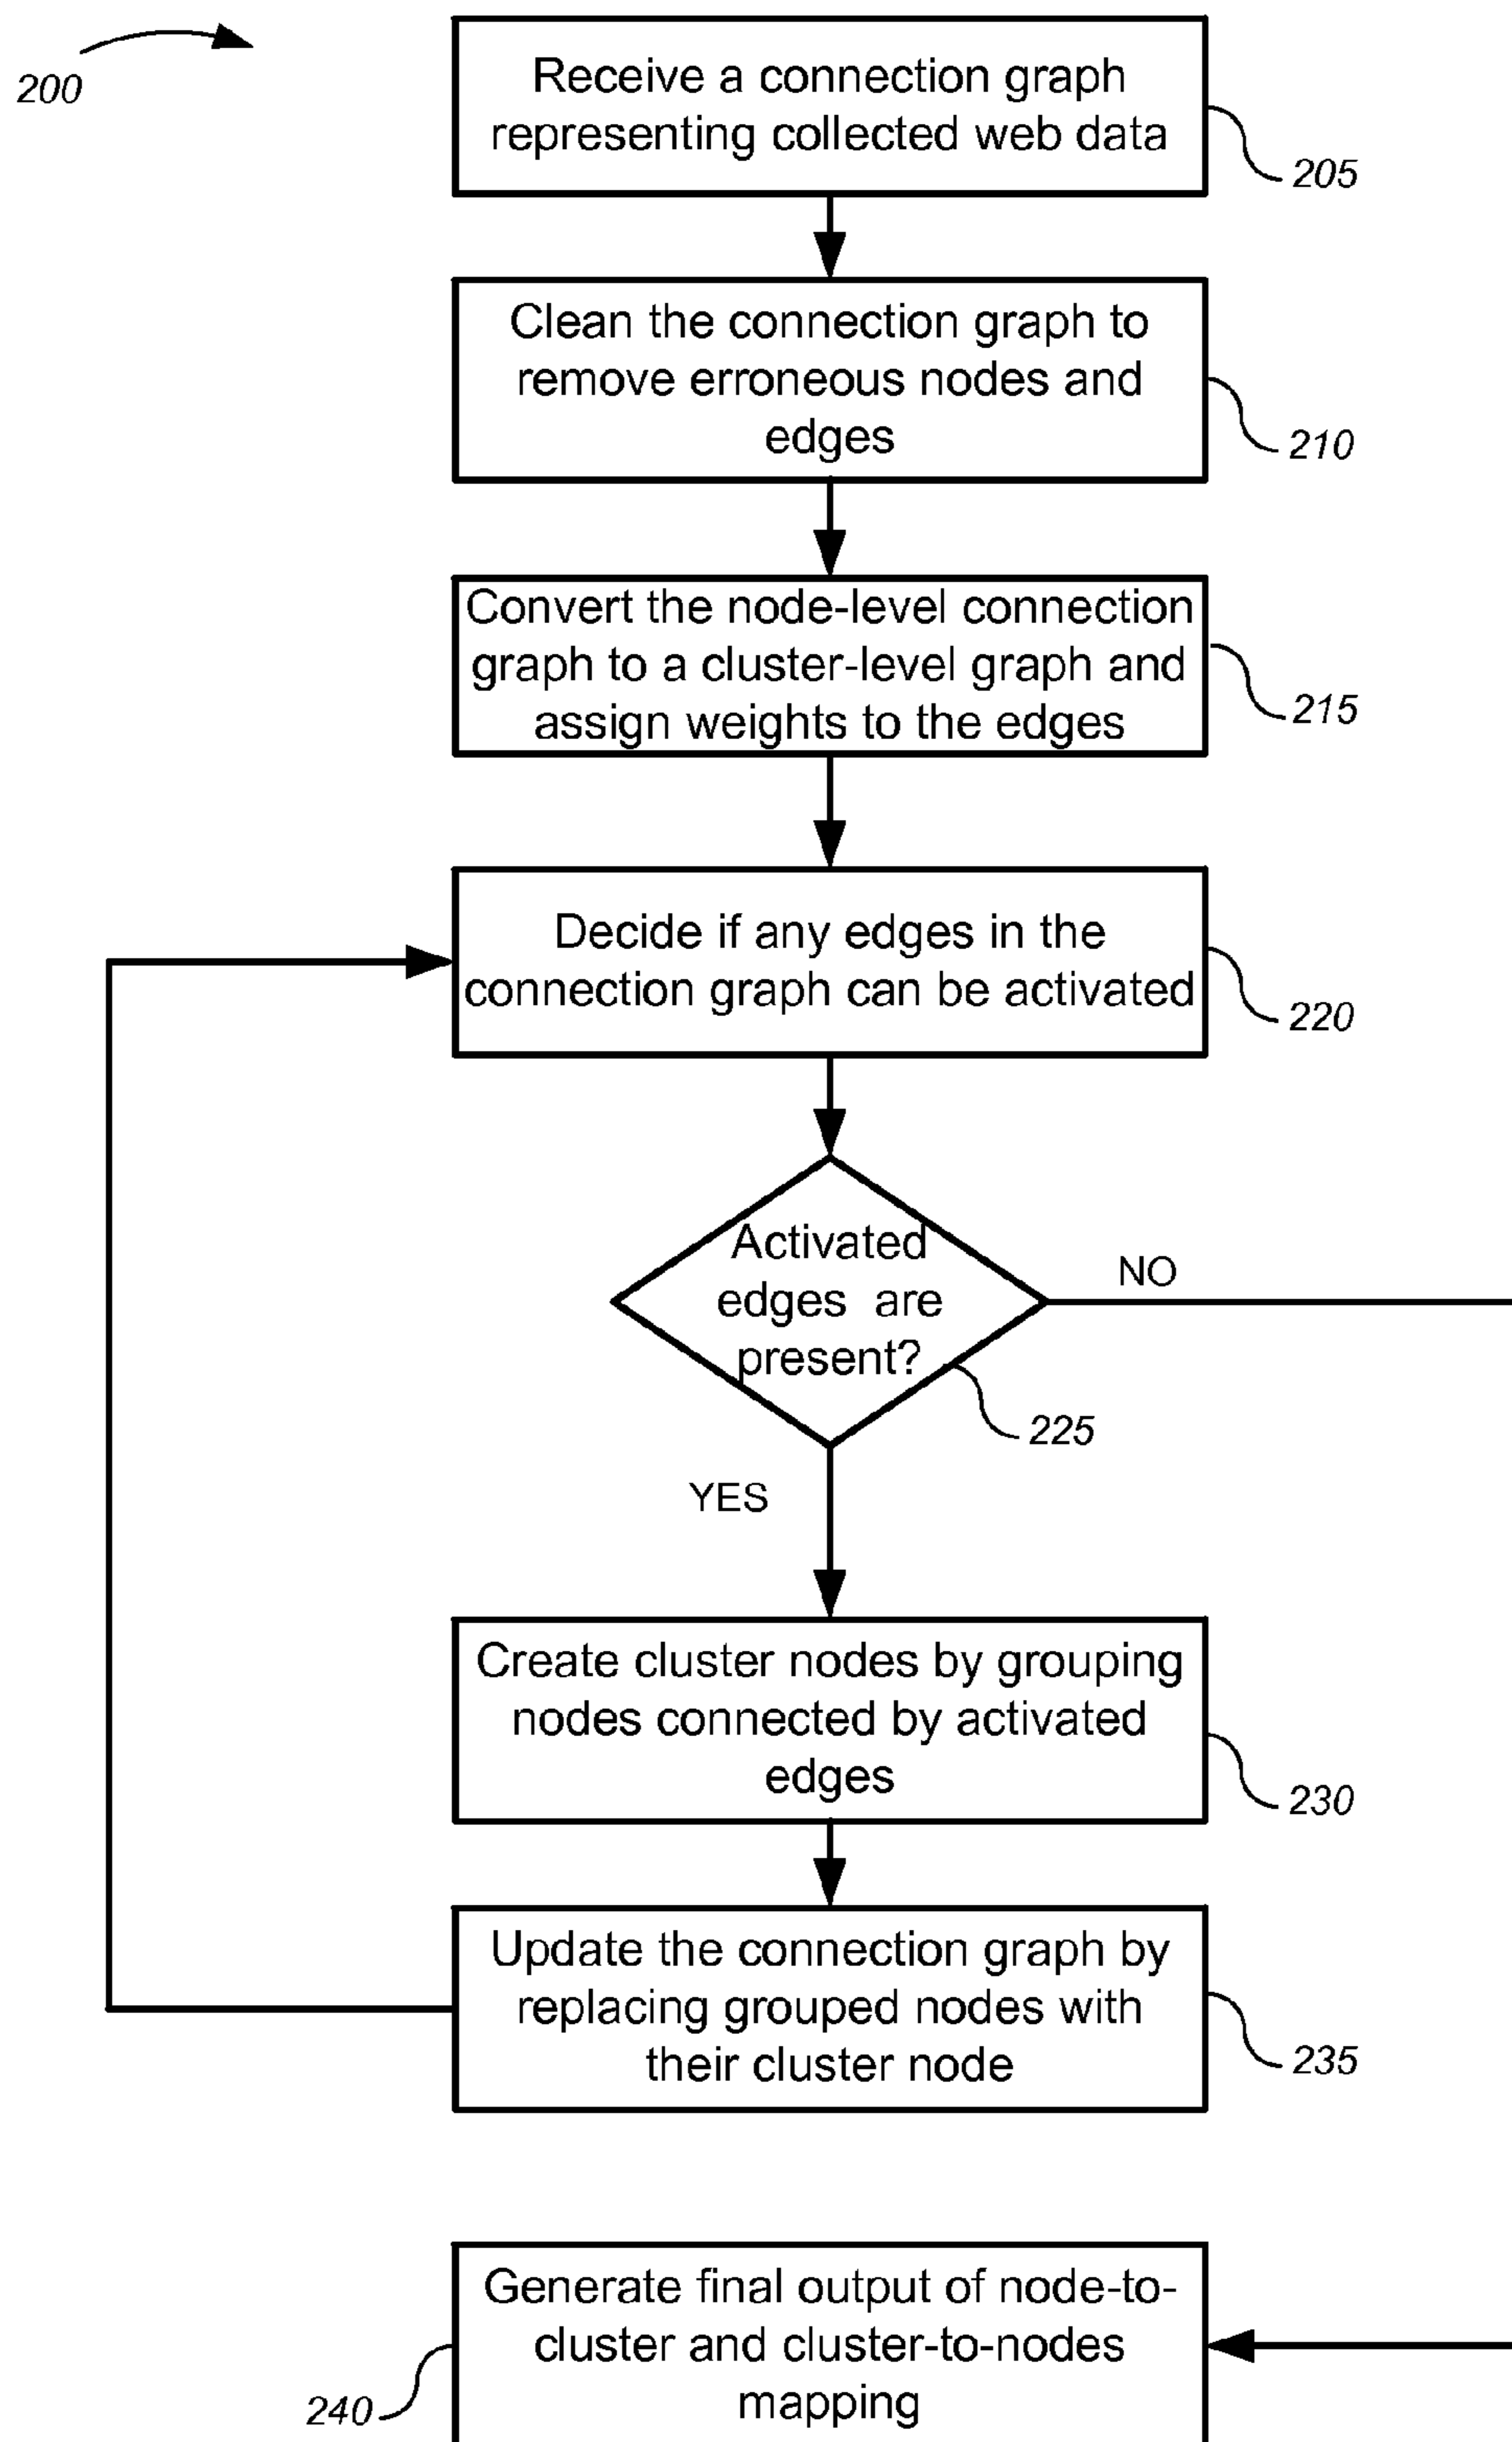 200
Receive a connection graph
representing collected web data
205
Clean the connection graph to
remove erroneous nodes and
edges
210
Convert the node-level connection
graph to a cluster-level graph and
assign weights to the edges
215
Decide if any edges in the
connection graph can be activated
220
Activated
edges are
present?
NO
225
YES
Create cluster nodes by grouping
nodes connected by activated
edges
230
Update the connection graph by
replacing grouped nodes with
their cluster node
235
Generate final output of node-to-
cluster and cluster-to-nodes
mapping
240